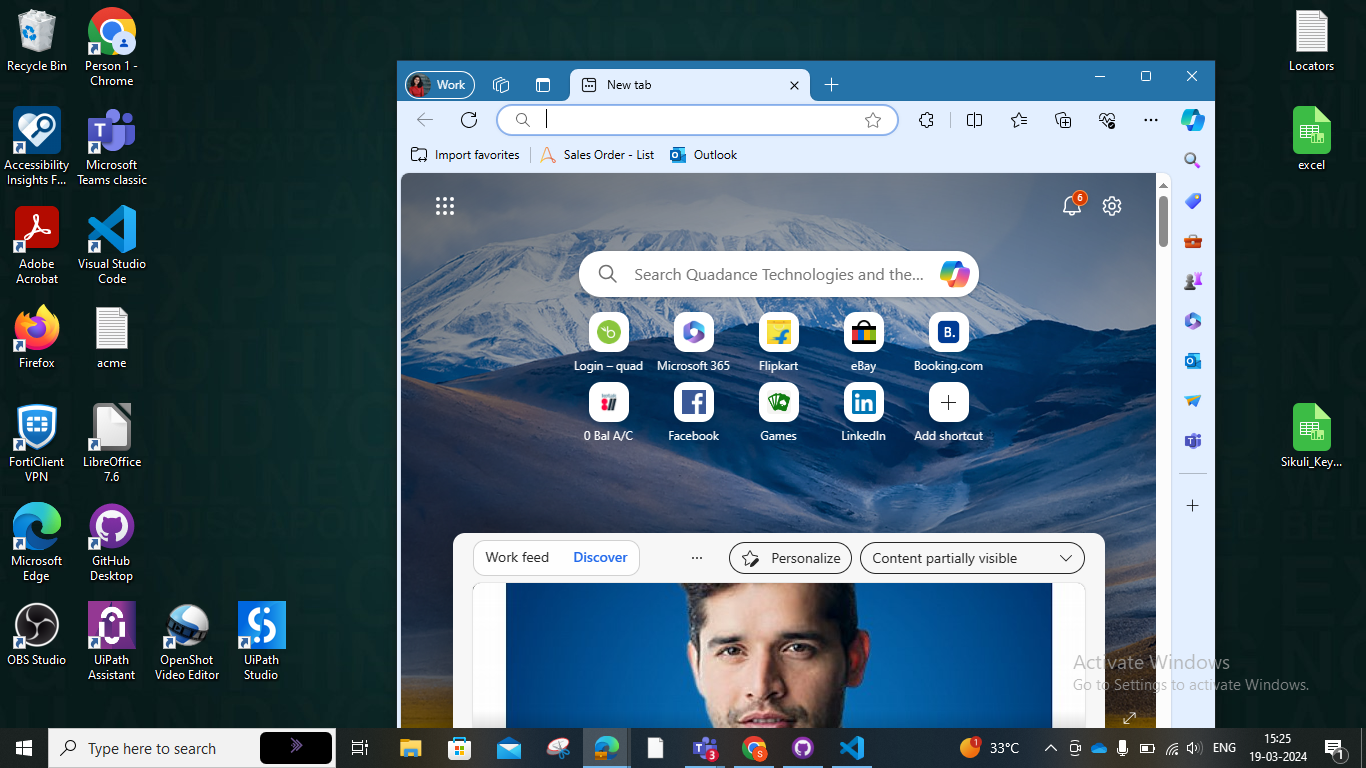 Recycle Bin
Person 1 -
Chrome
Accessibility
Insights F...
Microsoft
Teams classic
Adobe
Acrobat
Visual Studio
Code
Firefox
acme
FortiClient
VPN
LibreOffice
7.6
Microsoft
Edge
GitHub
Desktop
OBS Studio
UiPath
Assistant
OpenShot
Video Editor
UiPath
Studio
Locators
excel
Sikuli_Key...
Work
New tab
Import favorites
Sales Order - List
Outlook
6
Search Quadance Technologies and the...
Login – quad
Microsoft 365
Flipkart
eBay
B.
Booking.com
0 Bal A/C
Facebook
Games
LinkedIn
Add shortcut
Work feed
Discover
Personalize
Content partially visible
Activate Windows
Go to Settings to activate Windows.
Type here to search
3
S
1
33°C
ENG
15:25
19-03-2024
1